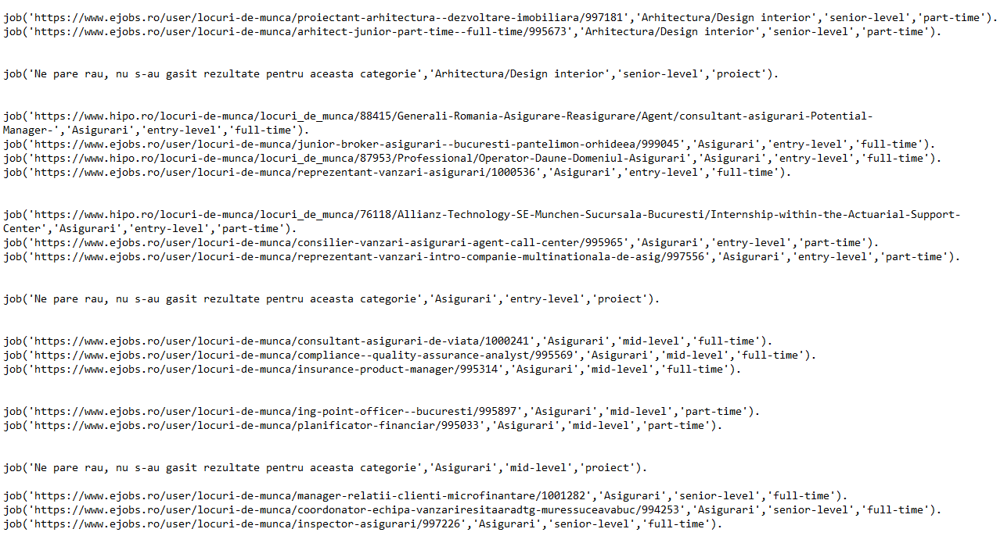 job('https://www.ejobs.ro/user/locuri-de-munca/proiectant-arhitectura--dezvoltare-imobiliara/997181','Arhitectura/Design interior','senior-level','part-time').
job('https://www.ejobs.ro/user/locuri-de-munca/arhitect-junior-part-time--full-time/995673','Arhitectura/Design interior','senior-level','part-time').
job('Ne pare rau, nu s-au gasit rezultate pentru aceasta categorie','Arhitectura/Design interior','senior-level','proiect').
job('https://www.hipo.ro/locuri-de-munca/locuri_de_munca/88415/Generali-Romania-Asigurare-Reasigurare/Agent/consultant-asigurari-Potential-
Manager-','Asigurari','entry-level','full-time').
job('https://www.ejobs.ro/user/locuri-de-munca/junior-broker-asigurari--bucuresti-pantelimon-orhideea/999045','Asigurari','entry-level','full-time').
job('https://www.hipo.ro/locuri-de-munca/locuri_de_munca/87953/Professional/Operator-Daune-Domeniul-Asigurari','Asigurari','entry-level','full-time').
job('https://www.ejobs.ro/user/locuri-de-munca/reprezentant-vanzari-asigurari/1000536','Asigurari','entry-level','full-time').
job('https://www.hipo.ro/locuri-de-munca/locuri_de_munca/76118/Allianz-Technology-SE-Munchen-Sucursala-Bucuresti/Internship-within-the-Actuarial-Support-
Center','Asigurari','entry-level','part-time').
job('https://www.ejobs.ro/user/locuri-de-munca/consilier-vanzari-asigurari-agent-call-center/995965','Asigurari','entry-level','part-time').
job('https://www.ejobs.ro/user/locuri-de-munca/reprezentant-vanzari-intro-companie-multinationala-de-asig/997556','Asigurari','entry-level','part-time').
job('Ne pare rau, nu s-au gasit rezultate pentru aceasta categorie','Asigurari','entry-level','proiect').
job('https://www.ejobs.ro/user/locuri-de-munca/consultant-asigurari-de-viata/1000241','Asigurari','mid-level','full-time').
job('https://www.ejobs.ro/user/locuri-de-munca/compliance--quality-assurance-analyst/995569','Asigurari','mid-level','full-time').
job('https://www.ejobs.ro/user/locuri-de-munca/insurance-product-manager/995314','Asigurari','mid-level','full-time').
job('https://www.ejobs.ro/user/locuri-de-munca/ing-point-officer--bucuresti/995897','Asigurari','mid-level','part-time').
job('https://www.ejobs.ro/user/locuri-de-munca/planificator-financiar/995033','Asigurari','mid-level','part-time').
job('Ne pare rau, nu s-au gasit rezultate pentru aceasta categorie','Asigurari','mid-level','proiect').
job('https://www.ejobs.ro/user/locuri-de-munca/manager-relatii-clienti-microfinantare/1001282','Asigurari','senior-level','full-time').
job('https://www.ejobs.ro/user/locuri-de-munca/coordonator-echipa-vanzariresitaaradtg-muressuceavabuc/994253','Asigurari','senior-level','full-time').
job('https://www.ejobs.ro/user/locuri-de-munca/inspector-asigurari/997226','Asigurari','senior-level','full-time').